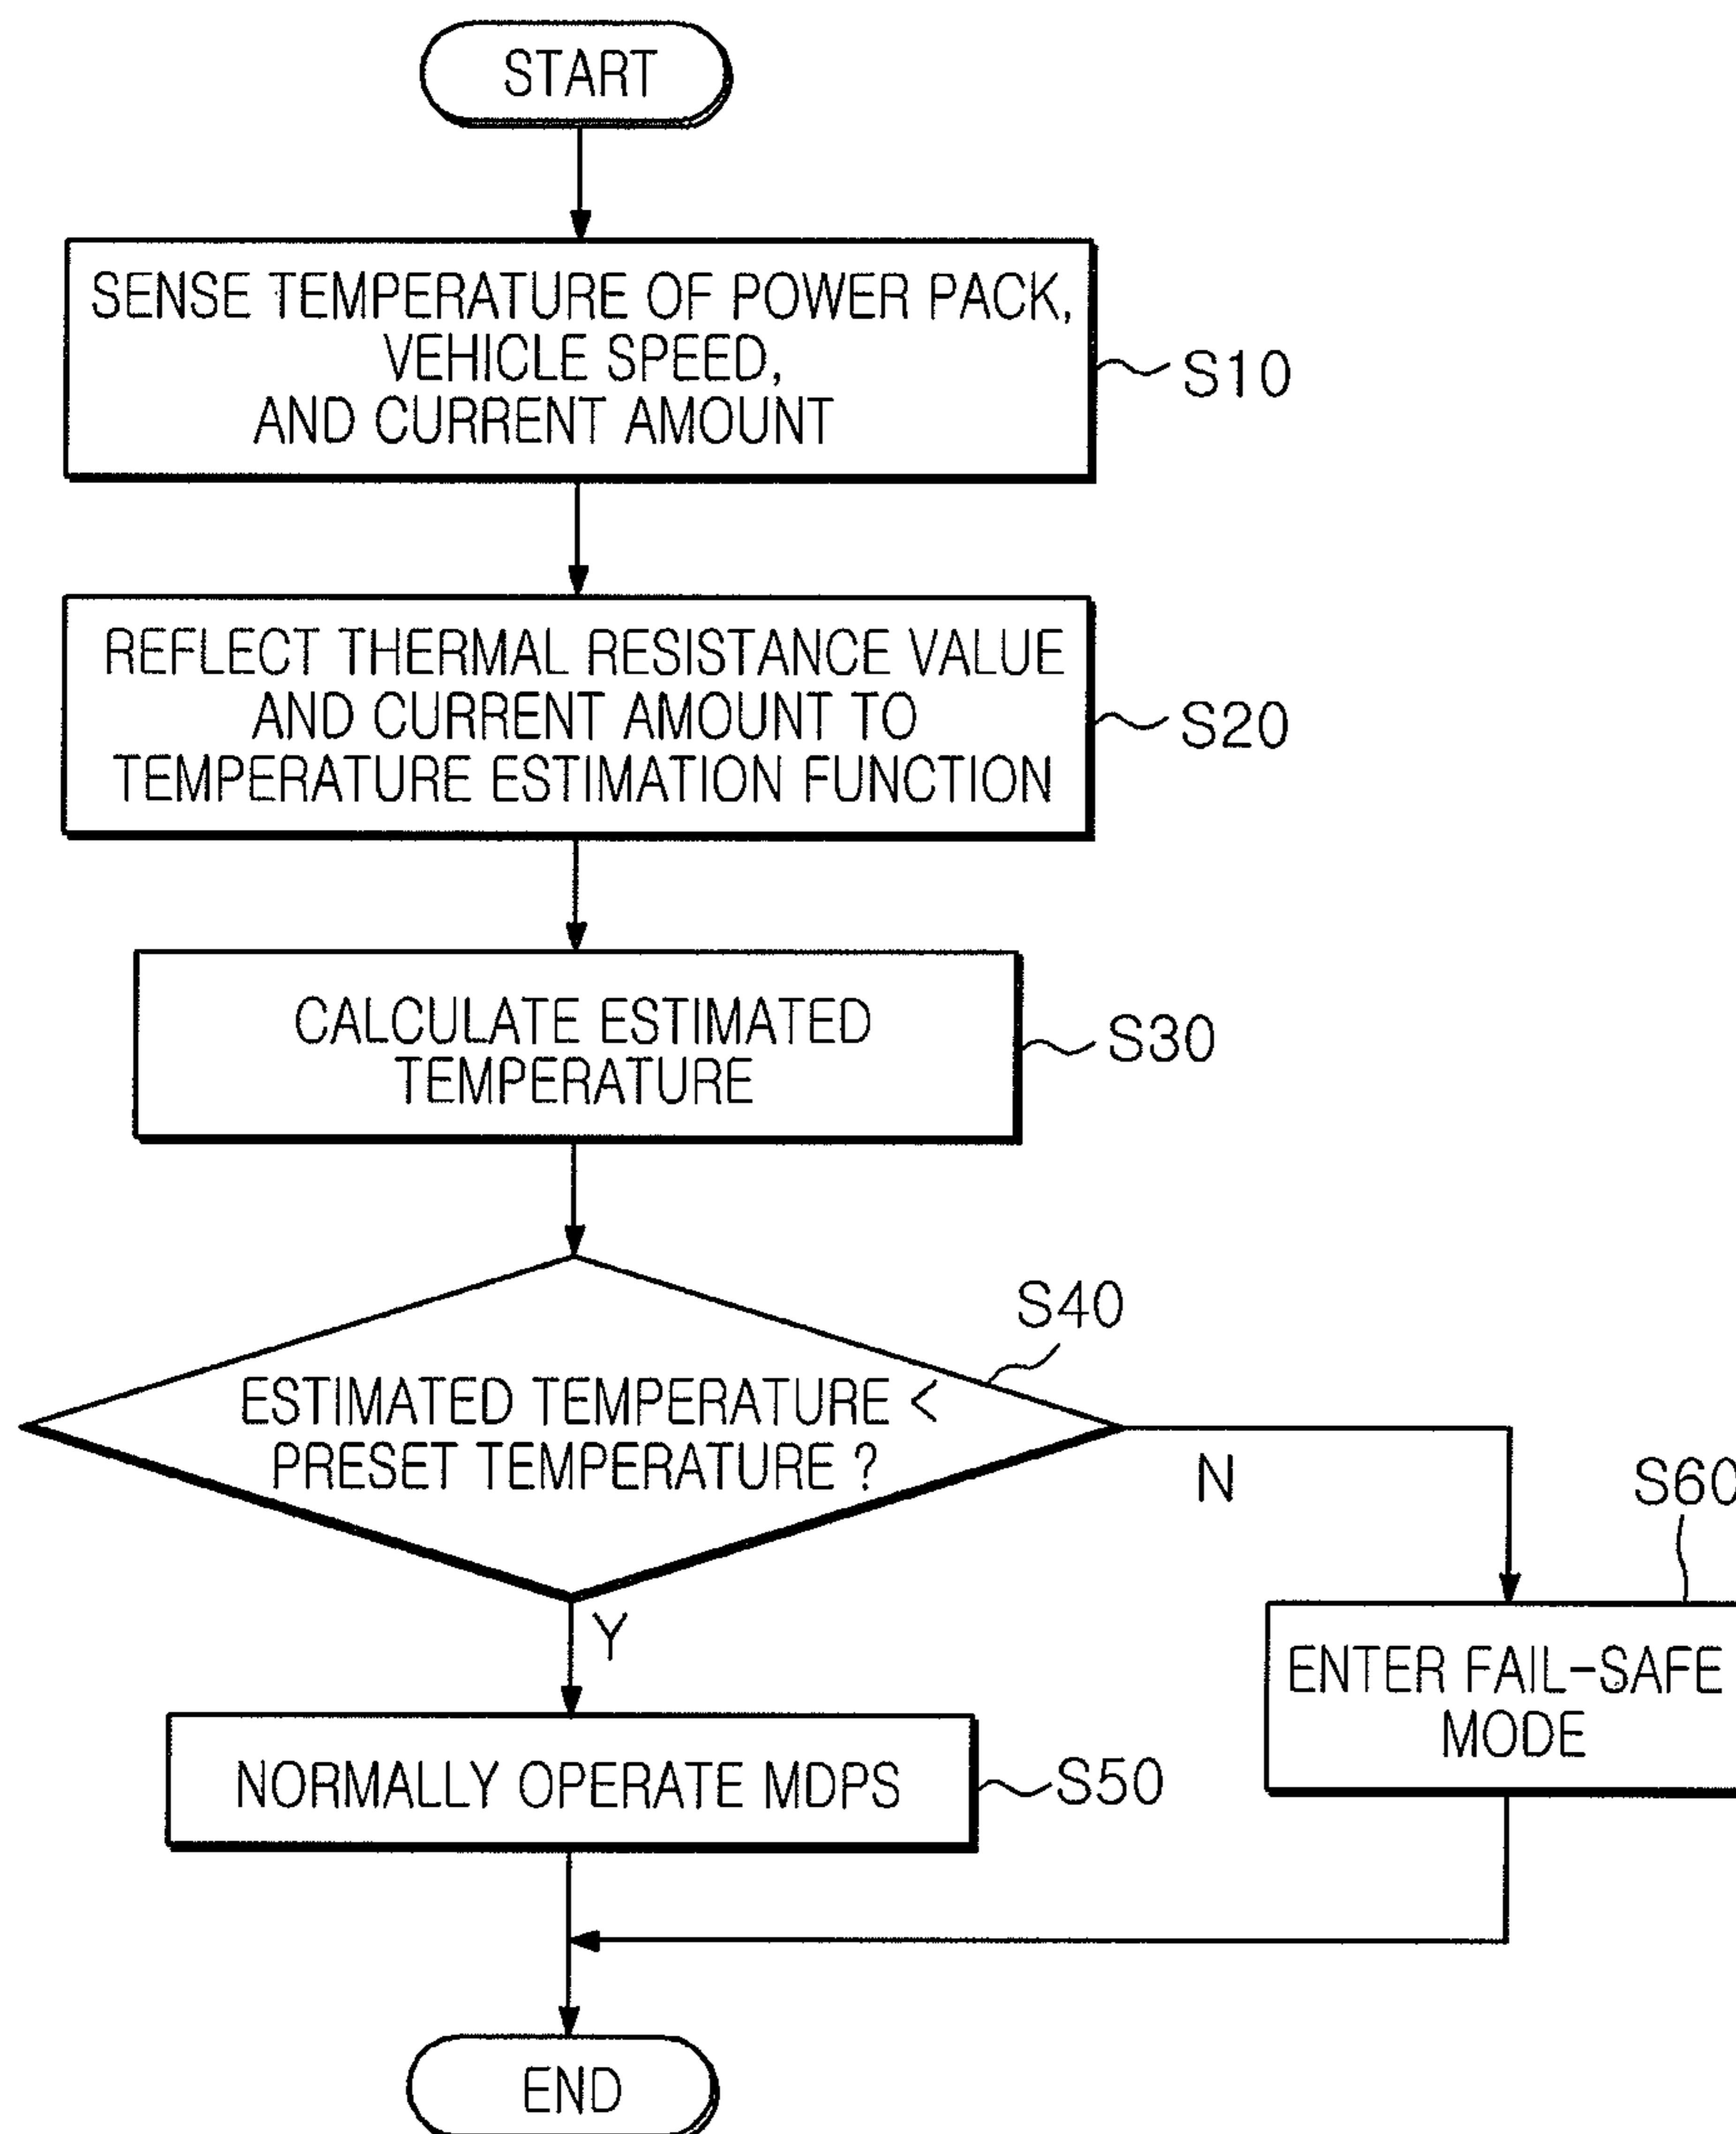 START
SENSE TEMPERATURE OF POWER PACK,
VEHICLE SPEED,
AND CURRENT AMOUNT
S10
REFLECT THERMAL RESISTANCE VALUE
AND CURRENT AMOUNT TO
TEMPERATURE ESTIMATION FUNCTION
S20
CALCULATE ESTIMATED
TEMPERATURE
S30
S40
ESTIMATED TEMPERATURE <
PRESET TEMPERATURE ?
N
S60
Y
ENTER FAIL-SAFE
MODE
NORMALLY OPERATE MDPS
S50
END